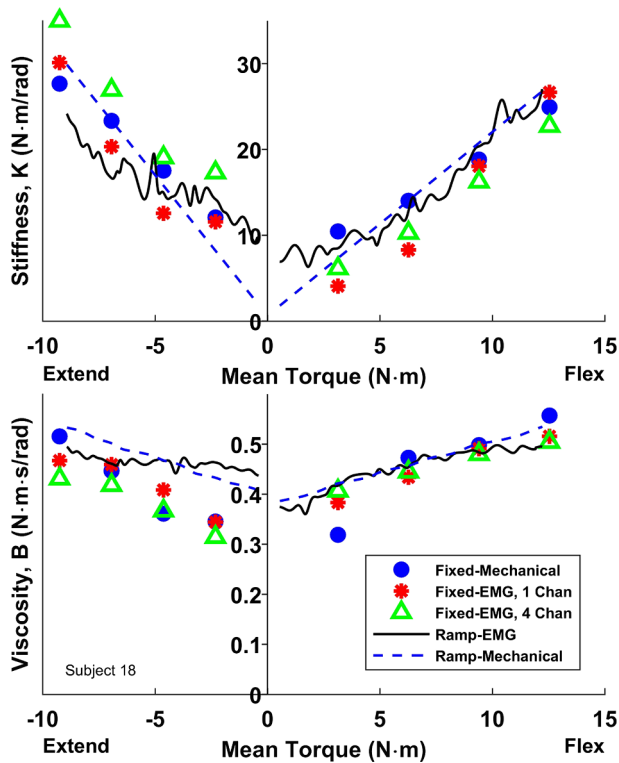 Stiffness, K (N·m/rad)
30
20
10
0
-10
-5
0
5
10
15
Extend
Mean Torque (N·m)
Flex
Viscosity, B (N·m·s/rad)
0.5
0.4
0.3
0.2
0.1
0
Fixed-Mechanical
Fixed-EMG, 1 Chan
Fixed-EMG, 4 Chan
Ramp-EMG
Ramp-Mechanical
Subject 18
-10
-5
0
5
10
15
Extend
Mean Torque (N·m)
Flex